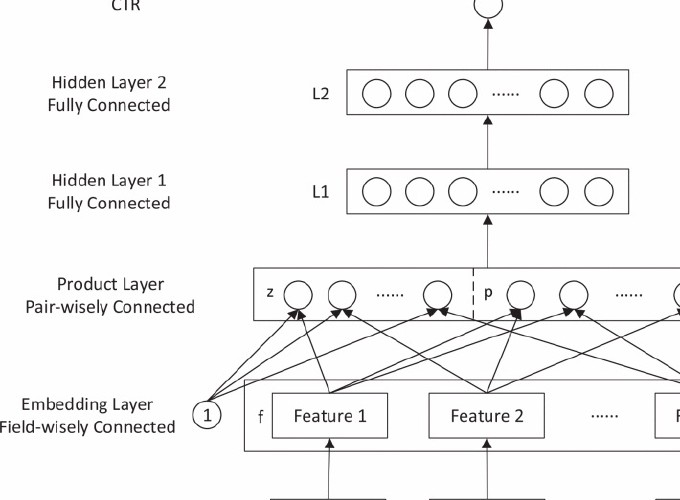 CTR
Hidden Layer 2
Fully Connected
L2
......
Hidden Layer 1
Fully Connected
L1
......
Product Layer
Pair-wisely Connected
z
......
p
......
Embedding Layer
Field-wisely Connected
1
f
Feature 1
Feature 2
......